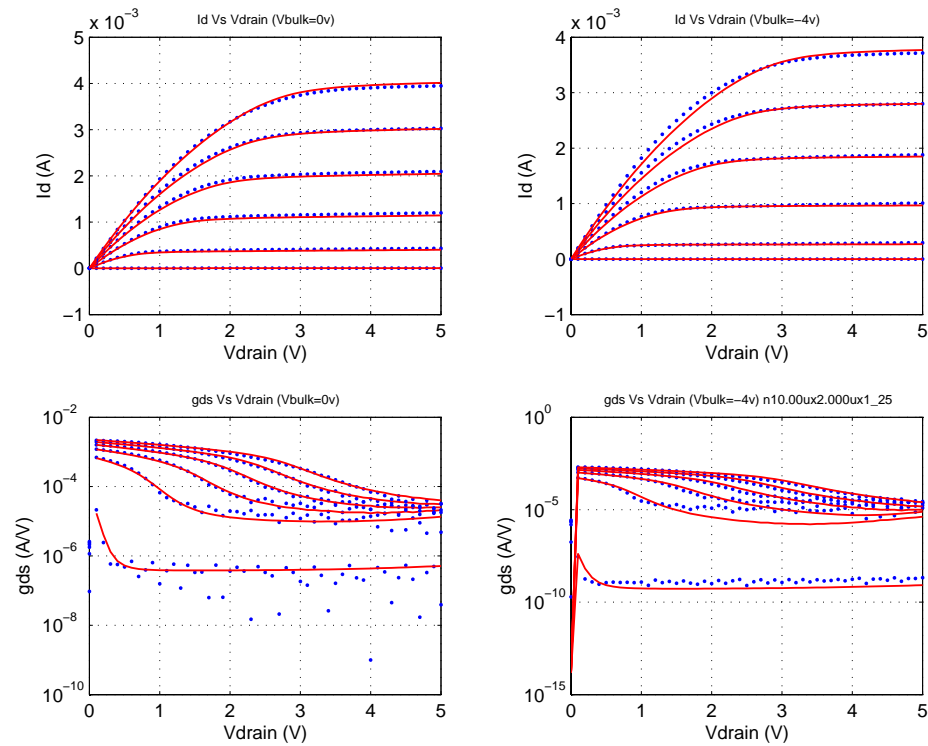 x 10⁻³
Id Vs Vdrain (Vbulk=0v)
5
4
3
2
1
0
−1
Id (A)
0 1 2 3 4 5
Vdrain (V)
x 10⁻³
Id Vs Vdrain (Vbulk=−4v)
4
3
2
1
0
−1
Id (A)
0 1 2 3 4 5
Vdrain (V)
gds Vs Vdrain (Vbulk=0v)
10⁻²
10⁻⁴
10⁻⁶
10⁻⁸
10⁻¹⁰
gds (A/V)
0 1 2 3 4 5
Vdrain (V)
gds Vs Vdrain (Vbulk=−4v) n10.00ux2.000ux1_25
10⁰
10⁻⁵
10⁻¹⁰
10⁻¹⁵
gds (A/V)
0 1 2 3 4 5
Vdrain (V)